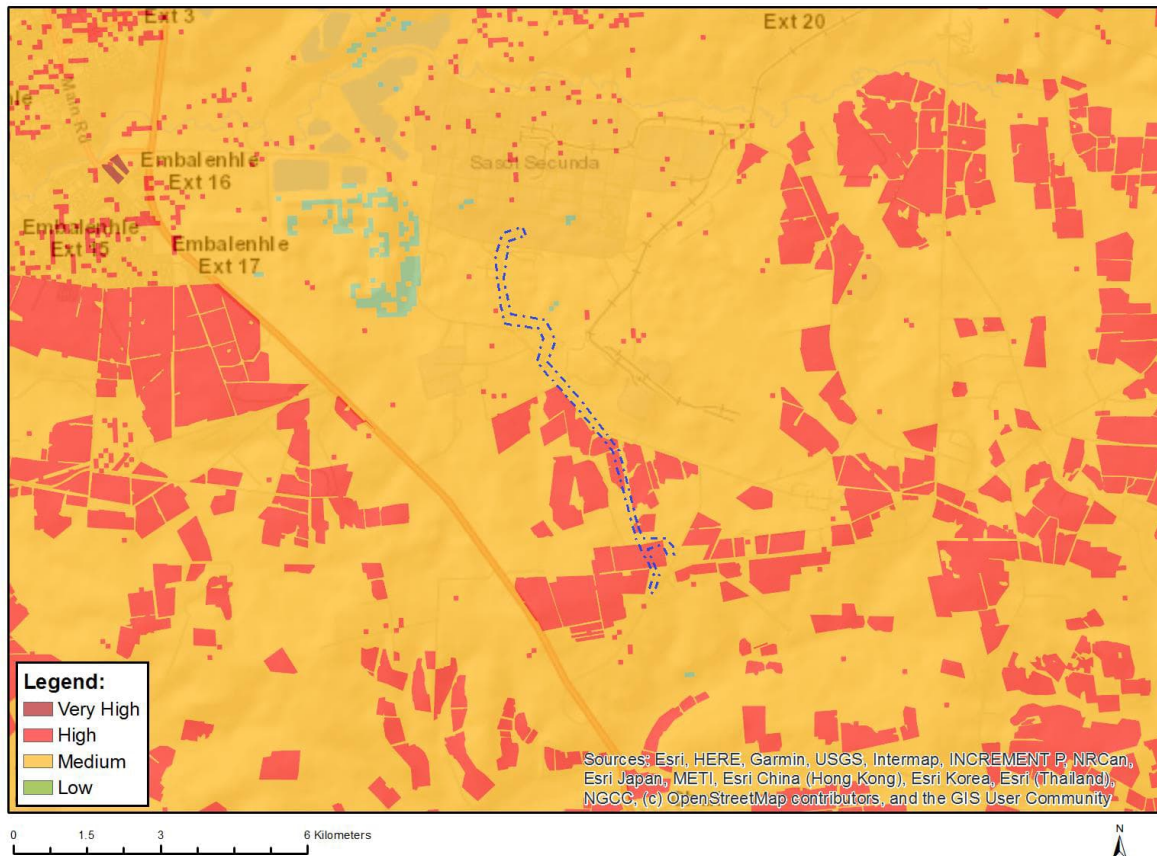 Ext 3
Ext 20
Main Rd
Embalenhle
Ext 16
Sasol Secunda
Embalenhle
Ext 15
Embalenhle
Ext 17
Legend:
Very High
High
Medium
Low
Sources: Esri, HERE, Garmin, USGS, Intermap, INCREMENT P, NRCan,
Esri Japan, METI, Esri China (Hong Kong), Esri Korea, Esri (Thailand),
NGCC, (c) OpenStreetMap contributors, and the GIS User Community
0 1.5 3 6 Kilometers
N